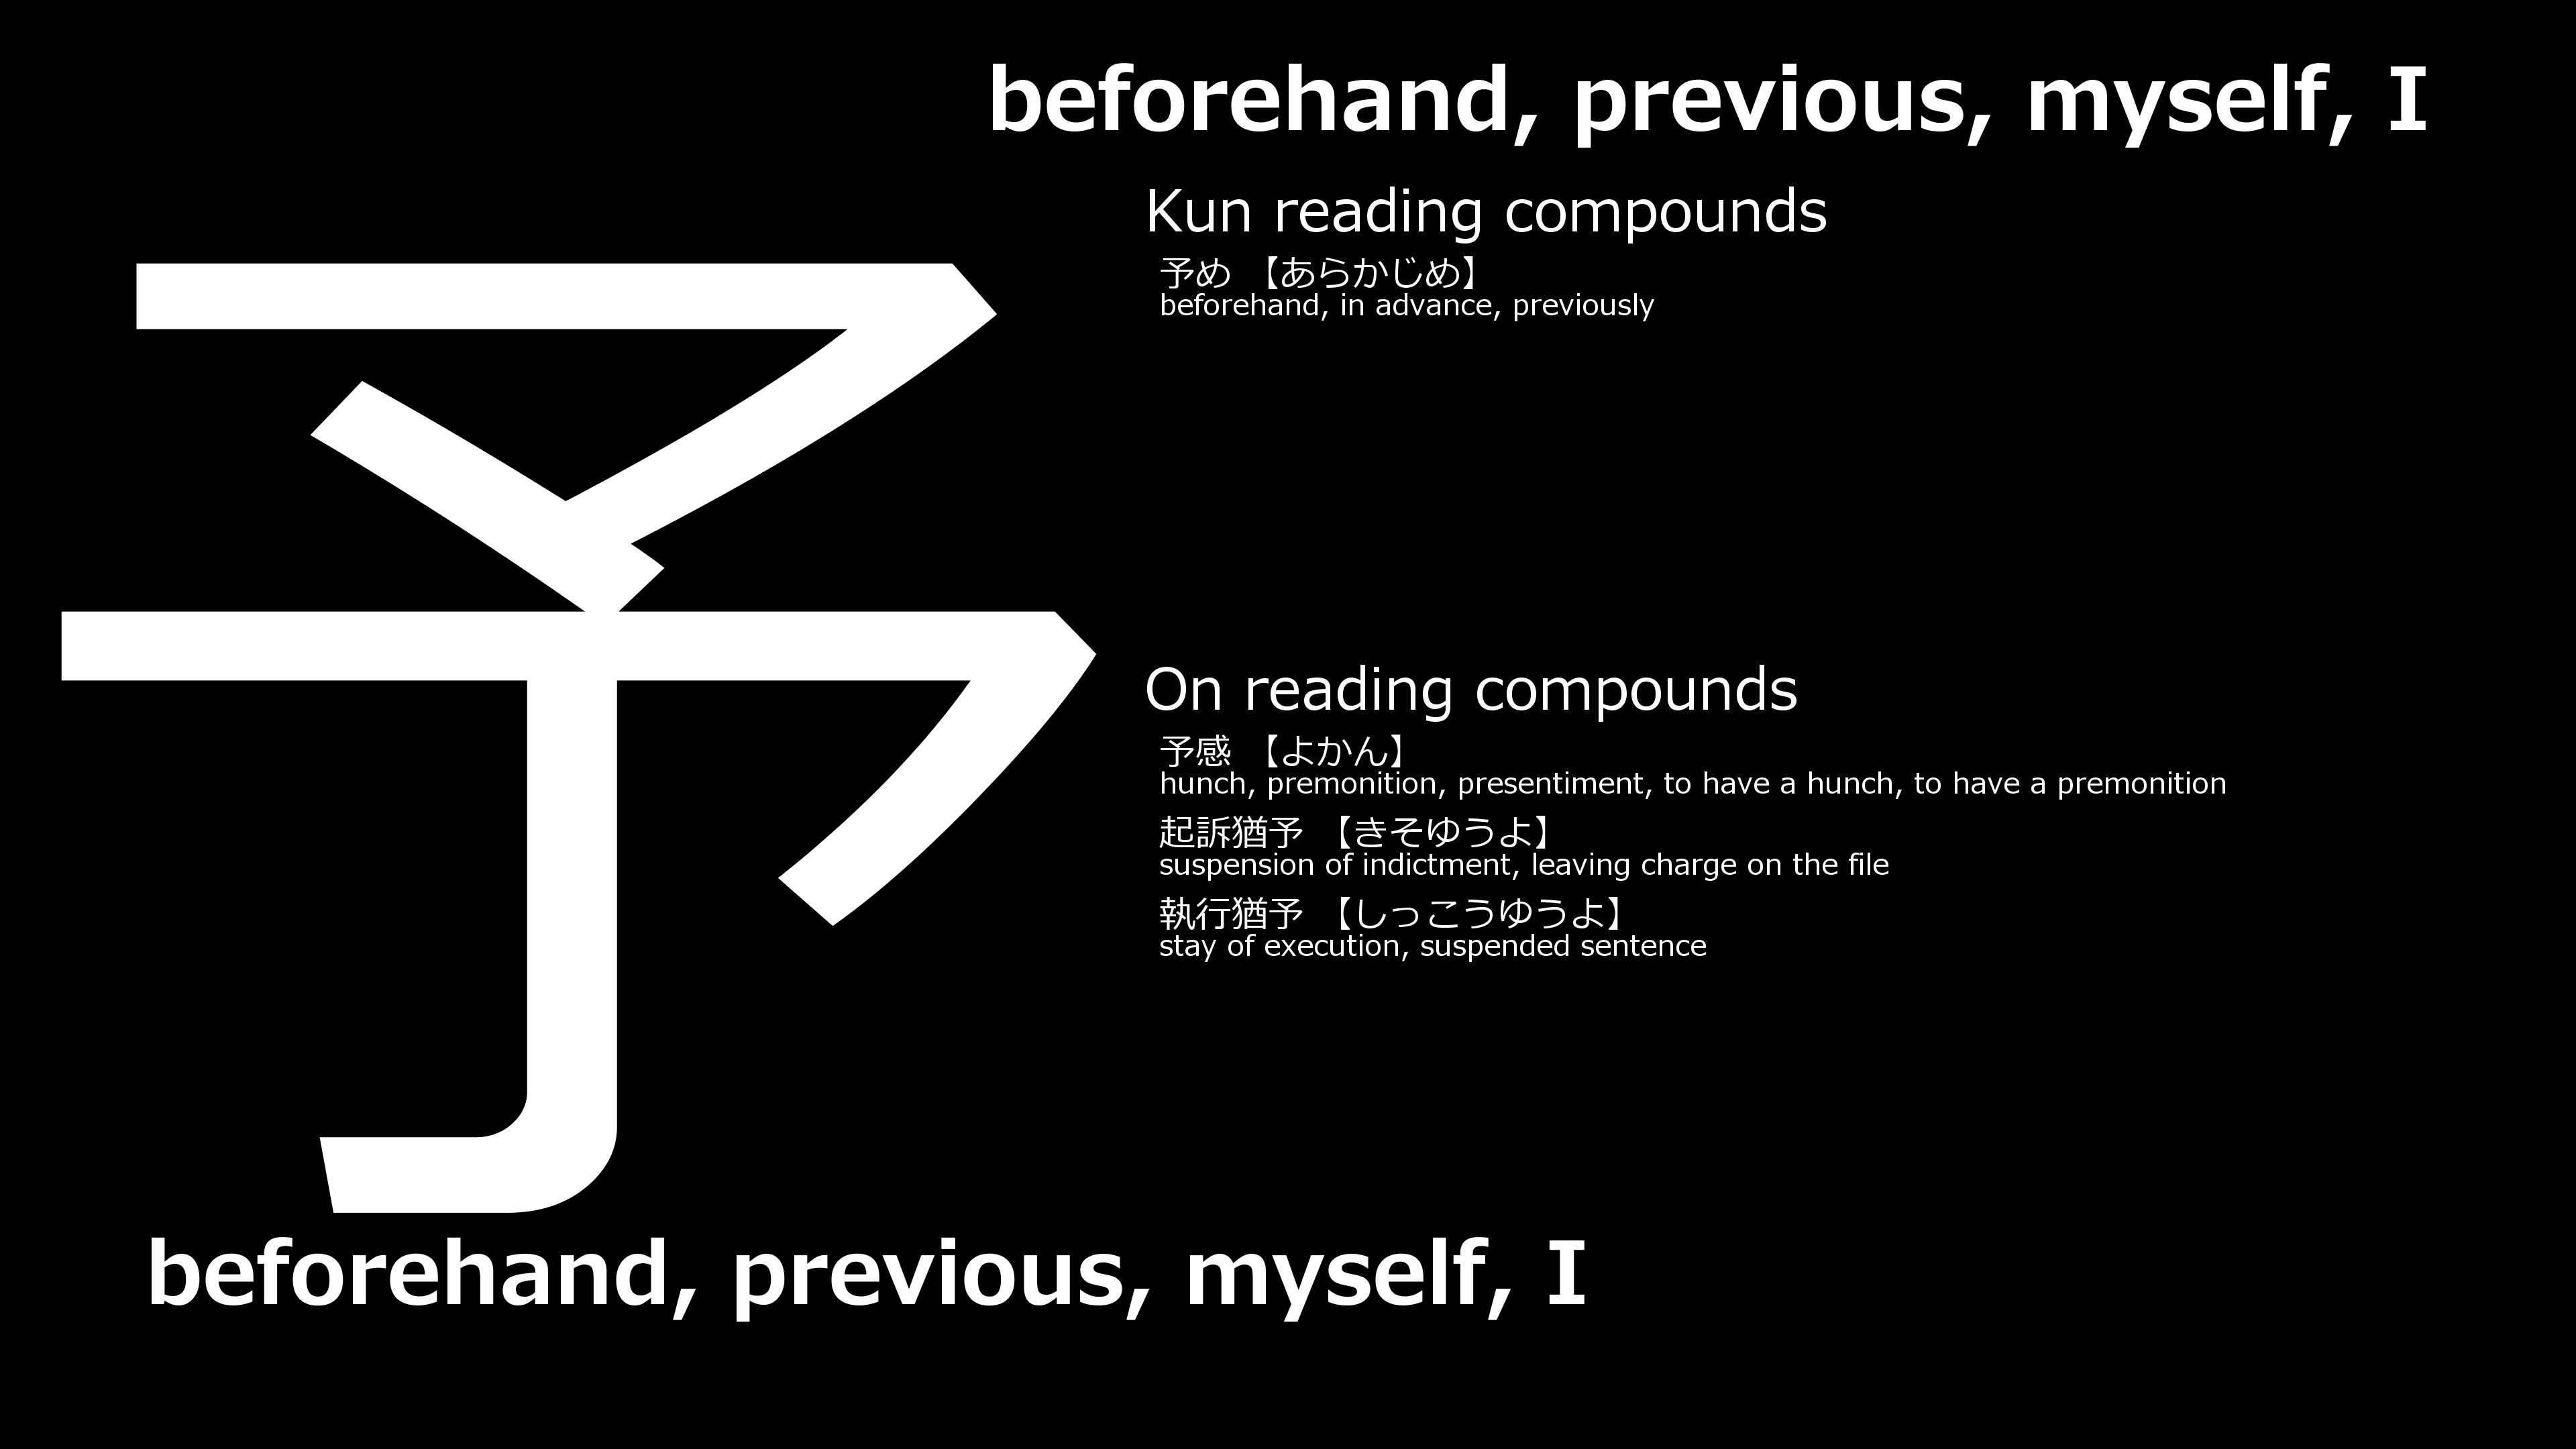 beforehand, previous, myself, I
予
Kun reading compounds
予め 【あらかじめ】
beforehand, in advance, previously
On reading compounds
予感 【よかん】
hunch, premonition, presentiment, to have a hunch, to have a premonition
起訴猶予 【きそゆうよ】
suspension of indictment, leaving charge on the file
執行猶予 【しっこうゆうよ】
stay of execution, suspended sentence
beforehand, previous, myself, I